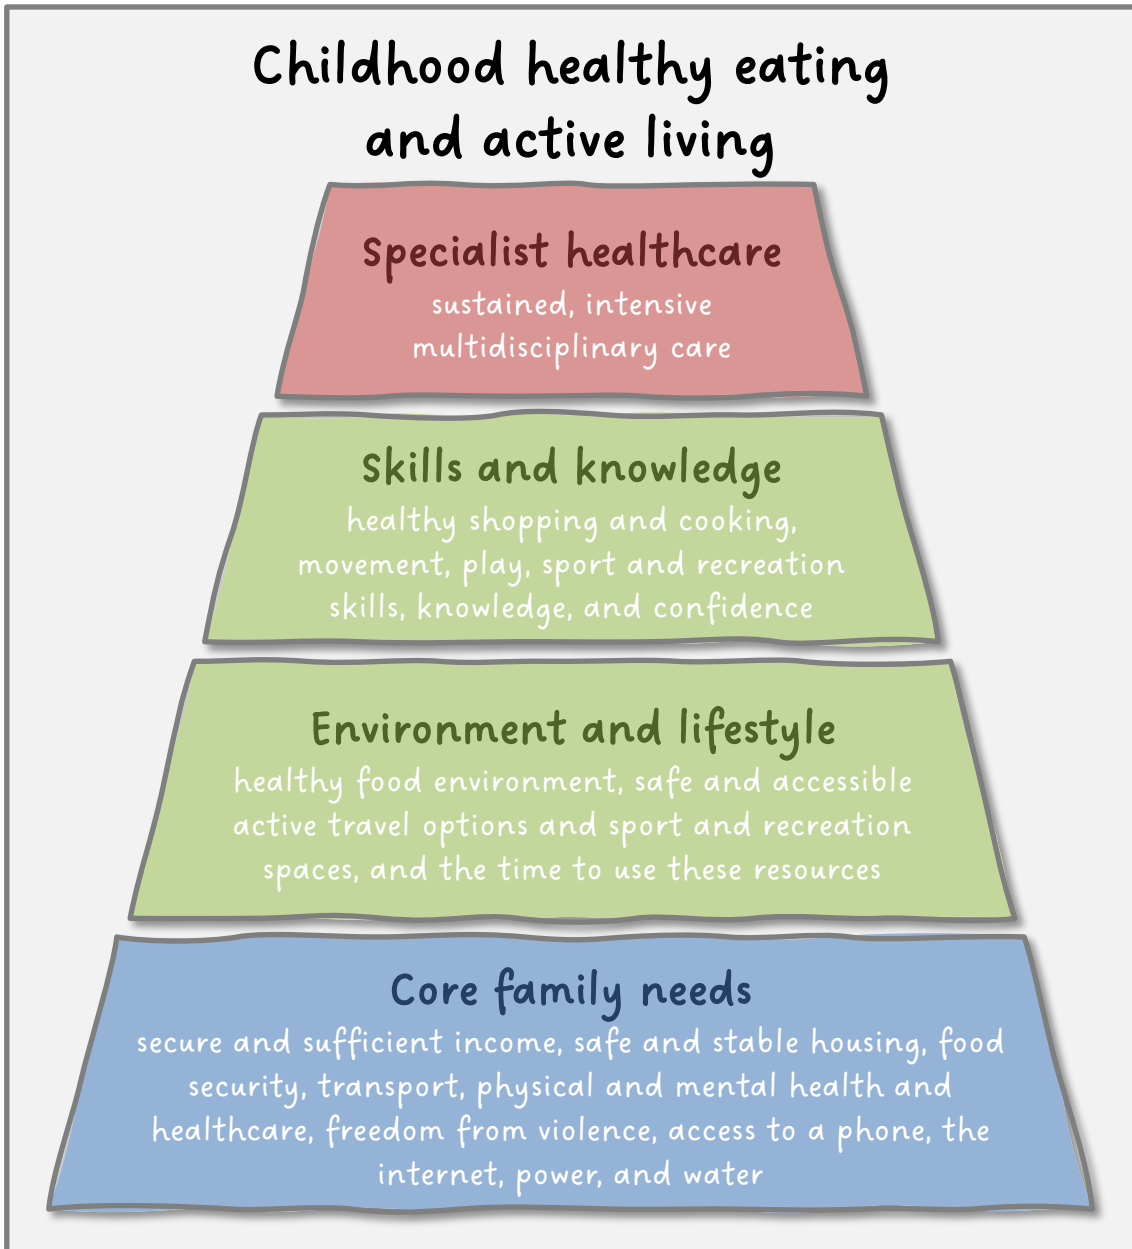 Childhood healthy eating
and active living
Specialist healthcare
sustained, intensive
multidisciplinary care
Skills and knowledge
healthy shopping and cooking,
movement, play, sport and recreation
skills, knowledge, and confidence
Environment and lifestyle
healthy food environment, safe and accessible
active travel options and sport and recreation
spaces, and the time to use these resources
Core family needs
secure and sufficient income, safe and stable housing, food
security, transport, physical and mental health and
healthcare, freedom from violence, access to a phone, the
internet, power, and water